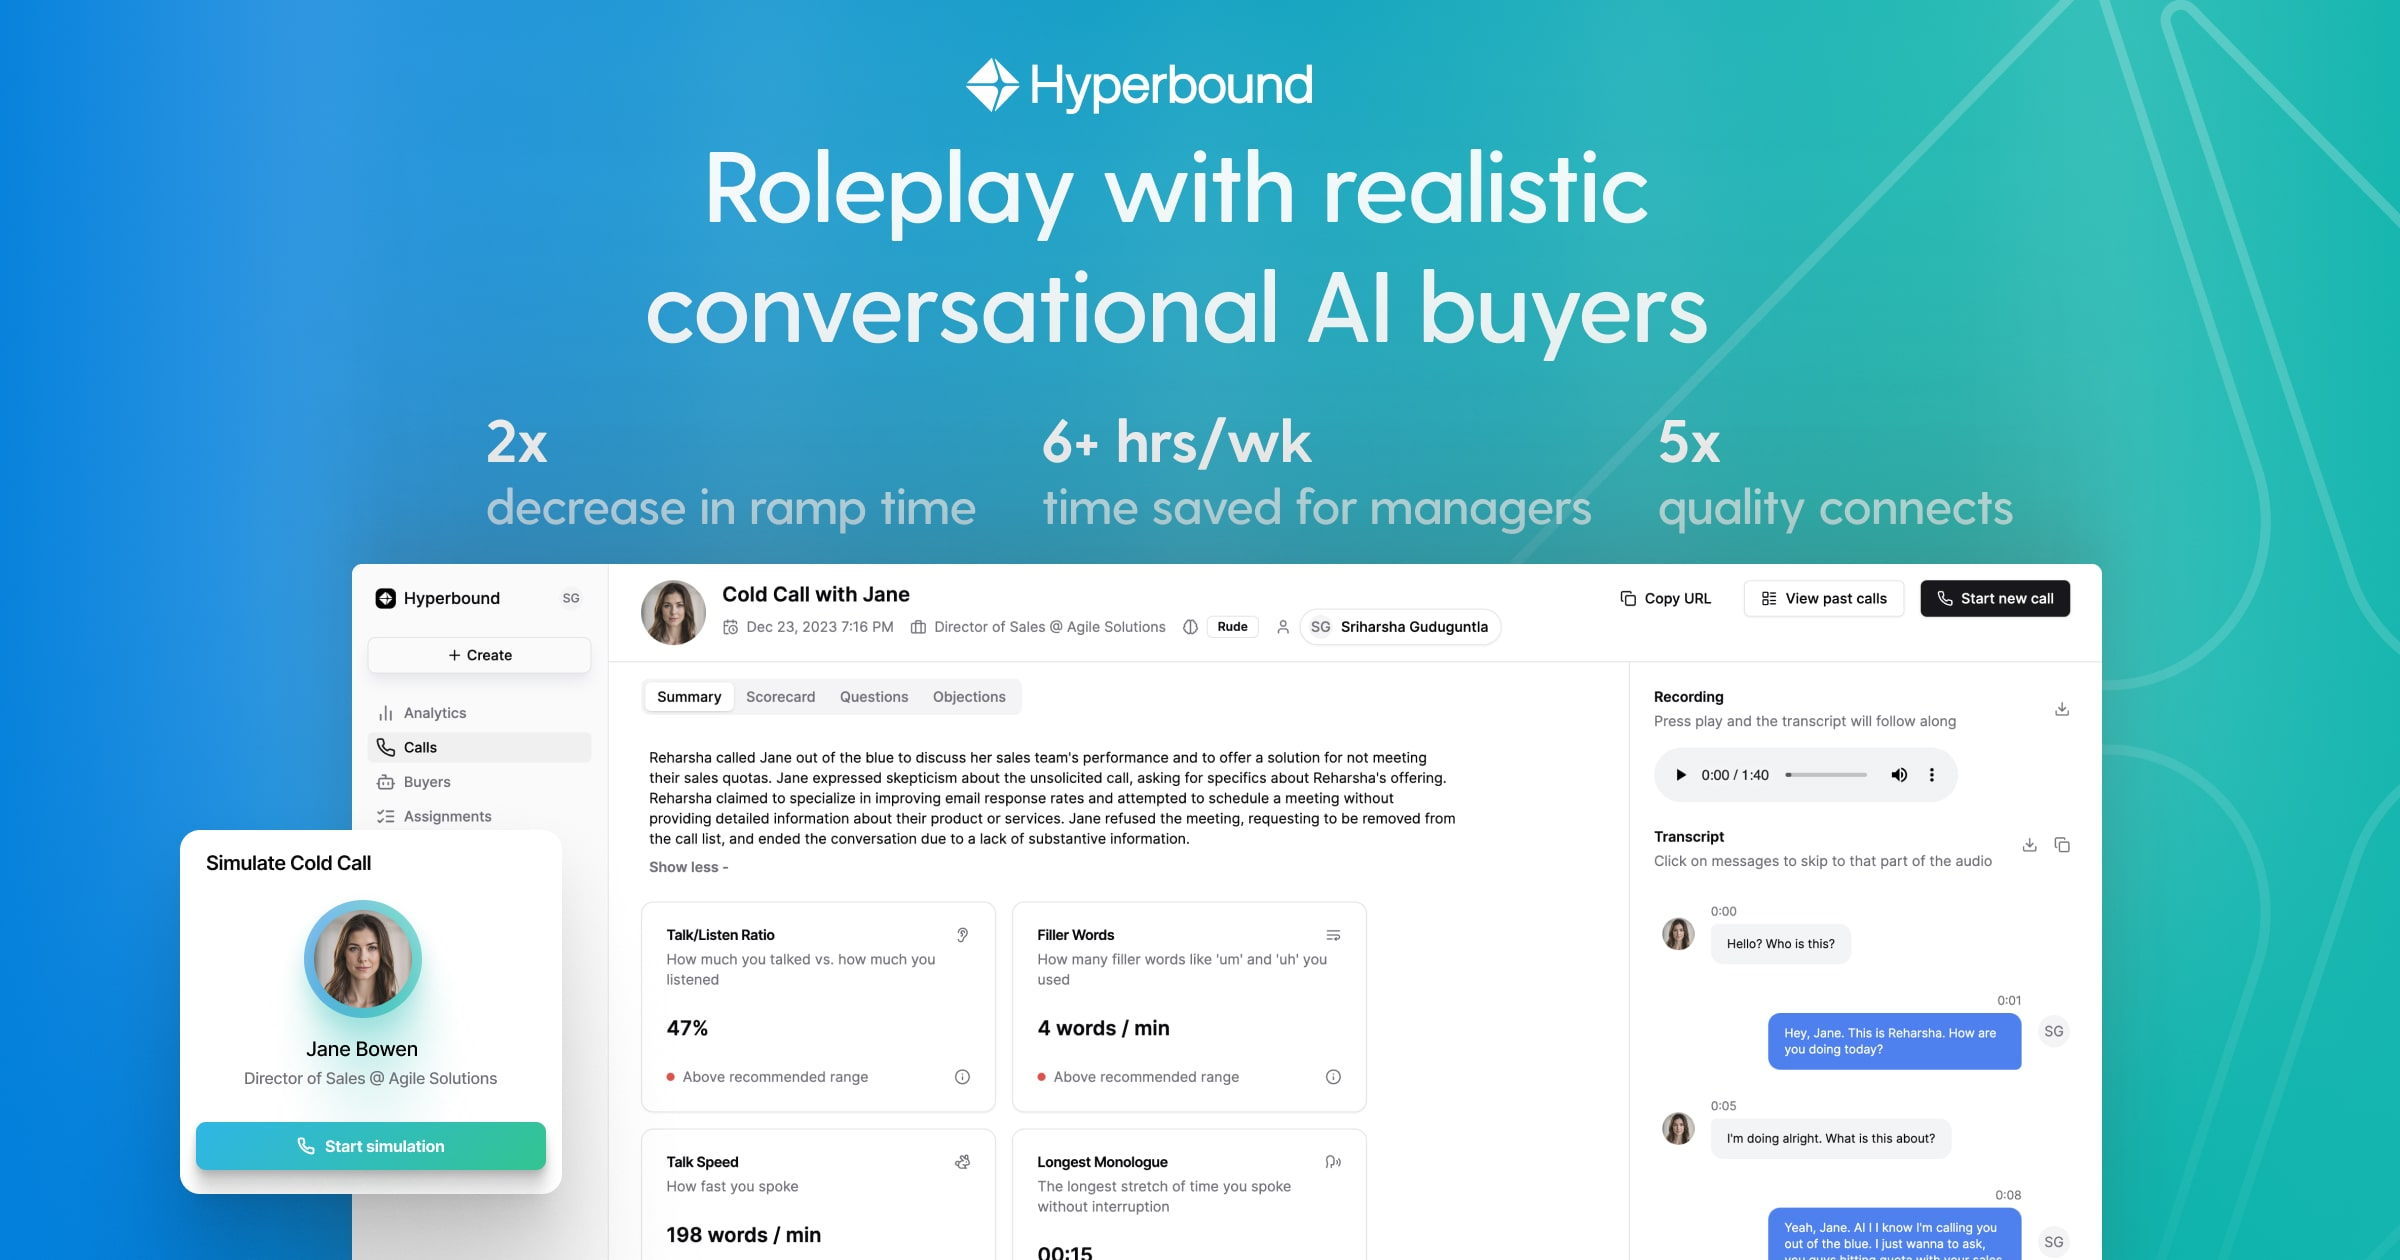 Hyperbound
Roleplay with realistic
conversational AI buyers
2x
decrease in ramp time
6+ hrs/wk
time saved for managers
5x
quality connects
Hyperbound
SG
+ Create
Analytics
Calls
Buyers
Assignments
Simulate Cold Call
Jane Bowen
Director of Sales @ Agile Solutions
Start simulation
Cold Call with Jane
Dec 23, 2023 7:16 PM
Director of Sales @ Agile Solutions
Rude
SG
Sriharsha Guduguntla
Copy URL
View past calls
Start new call
Summary
Scorecard
Questions
Objections
Reharsha called Jane out of the blue to discuss her sales team's performance and to offer a solution for not meeting
their sales quotas. Jane expressed skepticism about the unsolicited call, asking for specifics about Reharsha's offering.
Reharsha claimed to specialize in improving email response rates and attempted to schedule a meeting without
providing detailed information about their product or services. Jane refused the meeting, requesting to be removed from
the call list, and ended the conversation due to a lack of substantive information.
Show less -
Talk/Listen Ratio
How much you talked vs. how much you
listened
47%
Above recommended range
Filler Words
How many filler words like 'um' and 'uh' you
used
4 words / min
Above recommended range
Talk Speed
How fast you spoke
198 words / min
Longest Monologue
The longest stretch of time you spoke
without interruption
00:15
Recording
Press play and the transcript will follow along
0:00 / 1:40
Transcript
Click on messages to skip to that part of the audio
0:00
Hello? Who is this?
0:01
Hey, Jane. This is Reharsha. How are
you doing today?
SG
0:05
I'm doing alright. What is this about?
0:08
Yeah, Jane. AI I I know I'm calling you
out of the blue. I just wanna to ask,
you guys hitting quota with your sales
SG